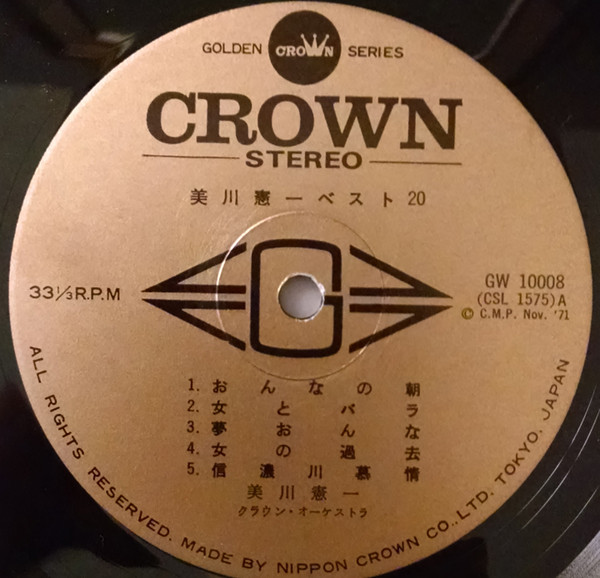 GOLDEN CROWN SERIES
CROWN
STEREO
美川憲一ベスト20
33⅓R.P.M
GW 10008
(CSL 1575)A
© C.M.P. Nov. '71
G
1. おんなの朝
2. 女とバラ
3. 夢おんな
4. 女の過去
5. 信濃川慕情
美川憲一
クラウン・オーケストラ
ALL RIGHTS RESERVED. MADE BY NIPPON CROWN CO.,LTD. TOKYO, JAPAN